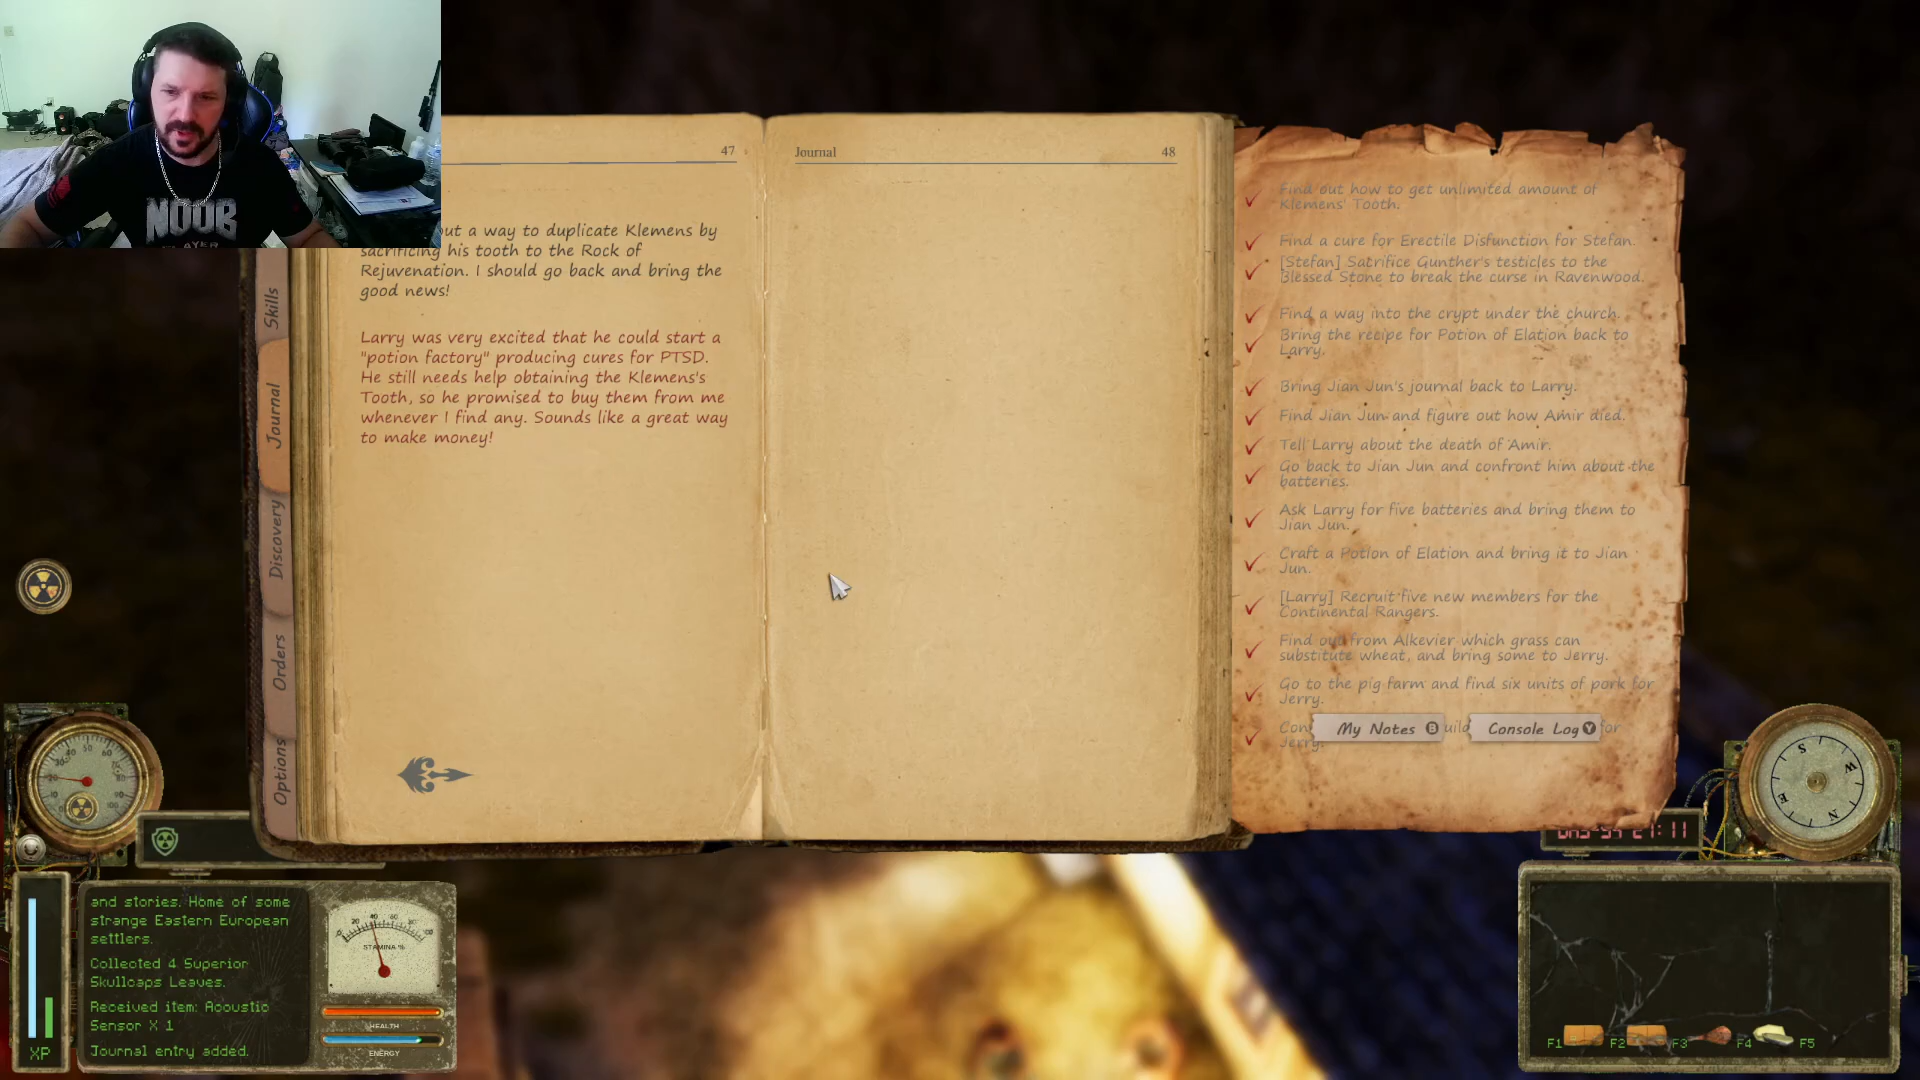 NOOB
47
Journal
48
out a way to duplicate Klemens by
sacrificing his tooth to the Rock of
Rejuvenation. I should go back and bring the
good news!
Larry was very excited that he could start a
"potion factory" producing cures for PTSD.
He still needs help obtaining the Klemens's
Tooth, so he promised to buy them from me
whenever I find any. Sounds like a great way
to make money!
Skills
Journal
Discovery
Orders
Options
Find out how to get unlimited amount of
Klemens' Tooth.
Find a cure for Erectile Disfunction for Stefan.
[Stefan] Sacrifice Gunther's testicles to the
Blessed Stone to break the curse in Ravenwood.
Find a way into the crypt under the church.
Bring the recipe for Potion of Elation back to
Larry.
Bring Jian Jun's journal back to Larry.
Find Jian Jun and figure out how Amir died.
Tell Larry about the death of Amir.
Go back to Jian Jun and confront him about the
batteries.
Ask Larry for five batteries and bring them to
Jian Jun.
Craft a Potion of Elation and bring it to Jian
Jun.
[Larry] Recruit five new members for the
Continental Rangers.
Find out from Alkevier which grass can
substitute wheat, and bring some to Jerry.
Go to the pig farm and find six units of pork for
Jerry.
for
Jerry.
My Notes B
Console Log Y
and stories. Home of some
strange Eastern European
settlers.
Collected 4 Superior
Skullcaps Leaves.
Received item: Acoustic
Sensor X 1
Journal entry added.
XP
STAMINA %
HEALTH
ENERGY
S
W
E
N
21:11
F1
F2
F3
F4
F5